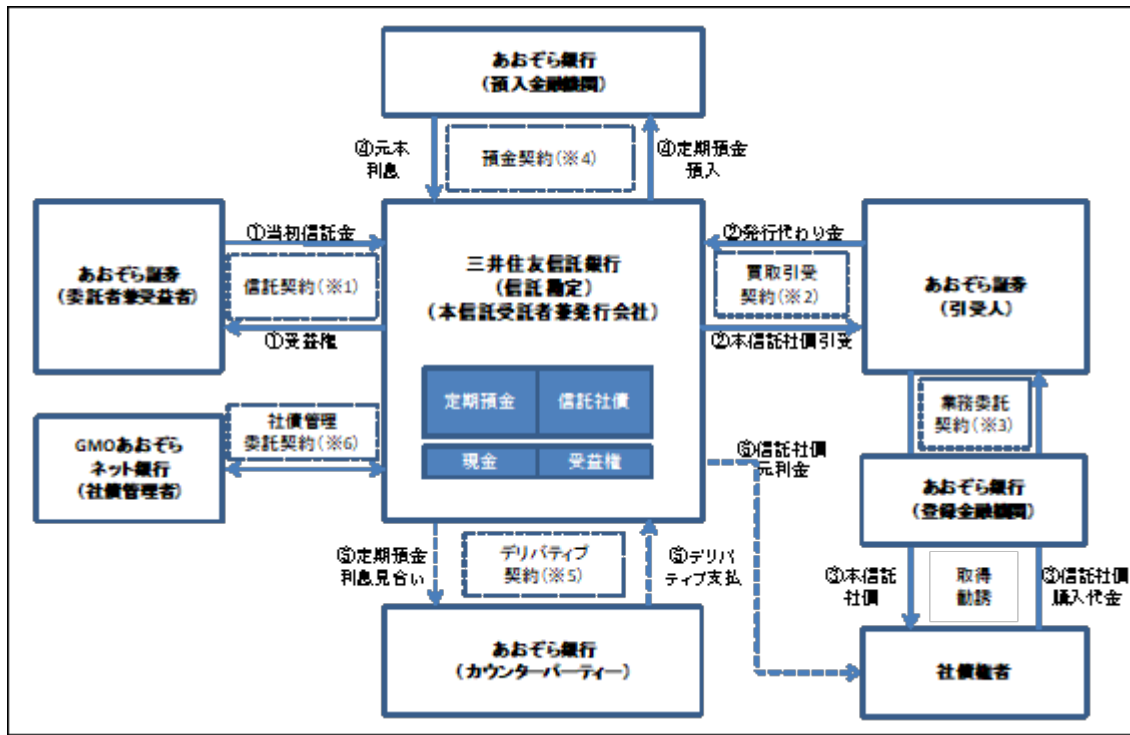 あおぞら銀行
(預入金融機関)
④元本
利息
預金契約(※4)
④定期預金
預入
あおぞら証券
(委託者兼受益者)
①当初信託金
信託契約(※1)
①受益権
三井住友信託銀行
(信託勘定)
(本信託受託者兼発行会社)
定期預金
信託社債
現金
受益権
②発行代わり金
買取引受
契約(※2)
②本信託社債引受
あおぞら証券
(引受人)
GMOあおぞら
ネット銀行
(社債管理者)
社債管理
委託契約(※6)
業務委託
契約(※3)
⑥信託社債
元利金
あおぞら銀行
(登録金融機関)
⑤定期預金
利息見合い
デリバティブ
契約(※5)
⑤デリバ
ティブ支払
③本信託
社債
取得
勧誘
③信託社債
購入代金
あおぞら銀行
(カウンターパーティー)
社債権者